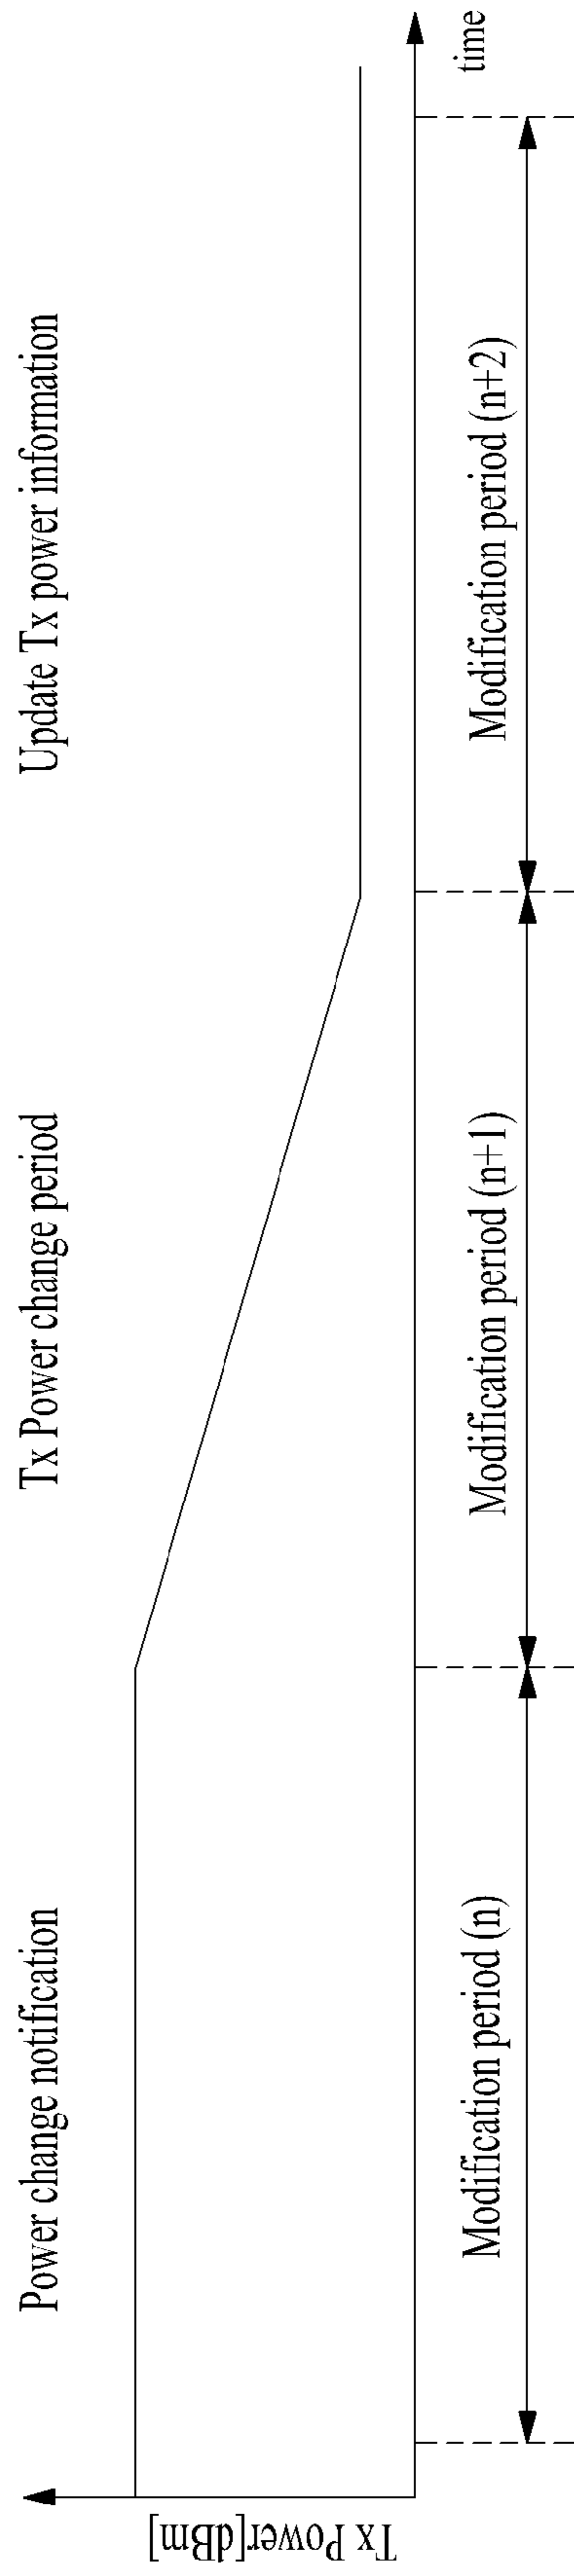 Power change notification
Tx Power change period
Update Tx power information
Tx Power[dBm]
time
Modification period (n)
Modification period (n+1)
Modification period (n+2)